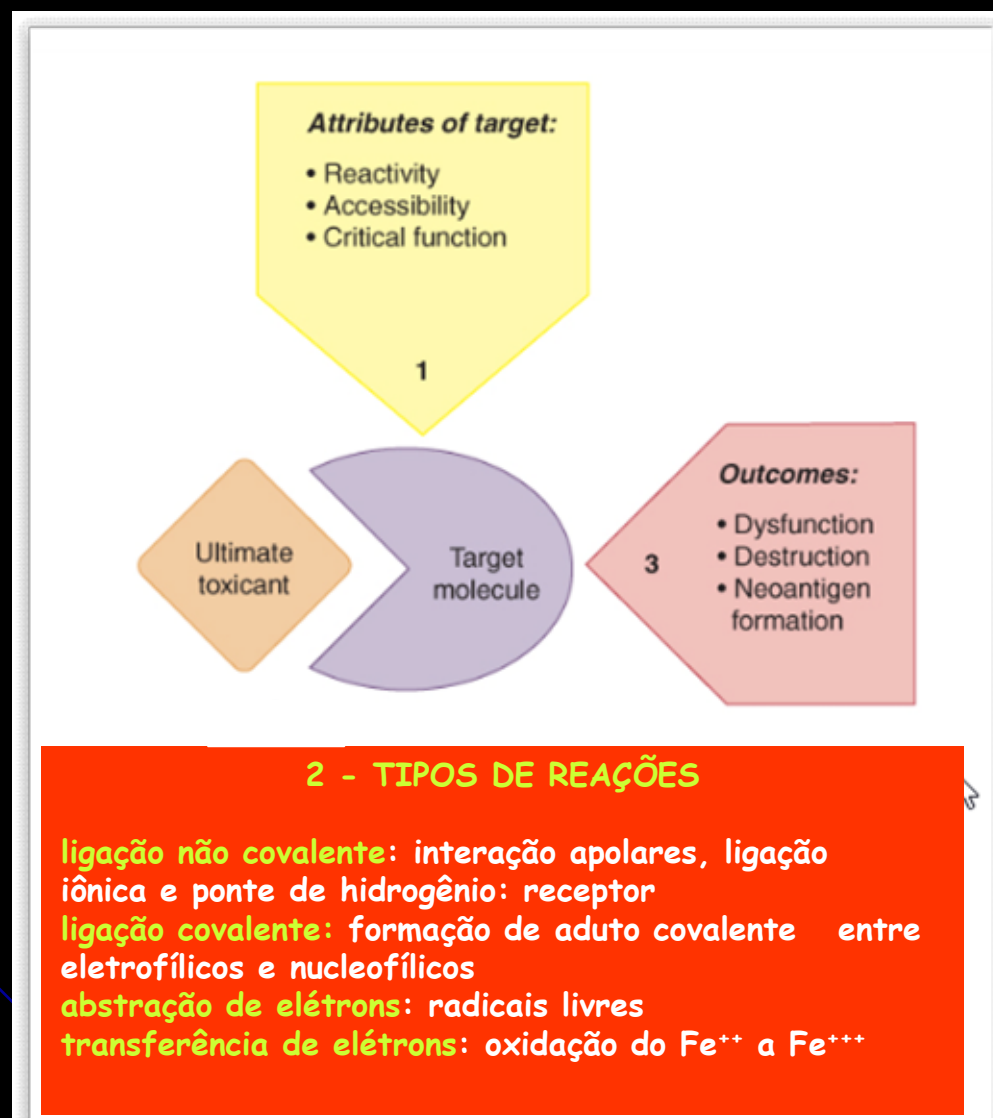 Attributes of target:
• Reactivity
• Accessibility
• Critical function
1
Ultimate
toxicant
Target
molecule
3
Outcomes:
• Dysfunction
• Destruction
• Neoantigen
formation
2 - TIPOS DE REAÇÕES
ligação não covalente: interação apolares, ligação
iônica e ponte de hidrogênio: receptor
ligação covalente: formação de aduto covalente entre
eletrofílicos e nucleofílicos
abstração de elétrons: radicais livres
transferência de elétrons: oxidação do Fe⁺⁺ a Fe⁺⁺⁺